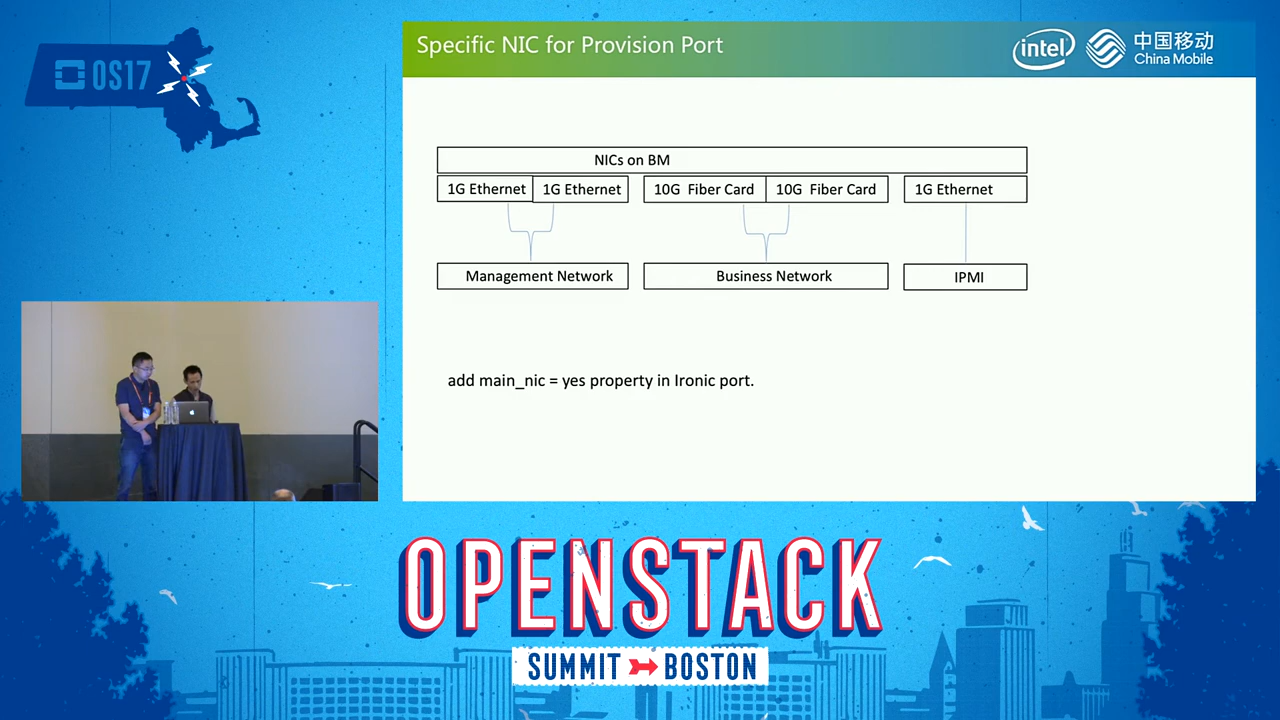 OS17
Specific NIC for Provision Port
intel
中国移动
China Mobile
NICs on BM
1G Ethernet
1G Ethernet
10G Fiber Card
10G Fiber Card
1G Ethernet
Management Network
Business Network
IPMI
add main_nic = yes property in Ironic port.
OPENSTACK
SUMMIT BOSTON